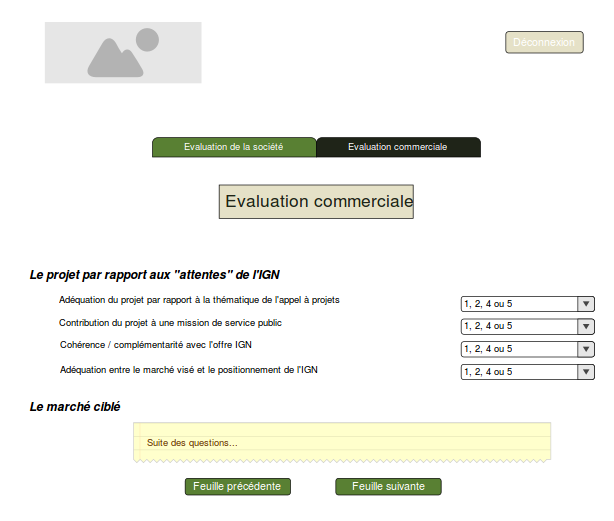 Déconnexion
Evaluation de la société
Evaluation commerciale
Evaluation commerciale
Le projet par rapport aux "attentes" de l'IGN
Adéquation du projet par rapport à la thématique de l'appel à projets
1, 2, 4 ou 5
Contribution du projet à une mission de service public
1, 2, 4 ou 5
Cohérence / complémentarité avec l'offre IGN
1, 2, 4 ou 5
Adéquation entre le marché visé et le positionnement de l'IGN
1, 2, 4 ou 5
Le marché ciblé
Suite des questions...
Feuille précédente
Feuille suivante